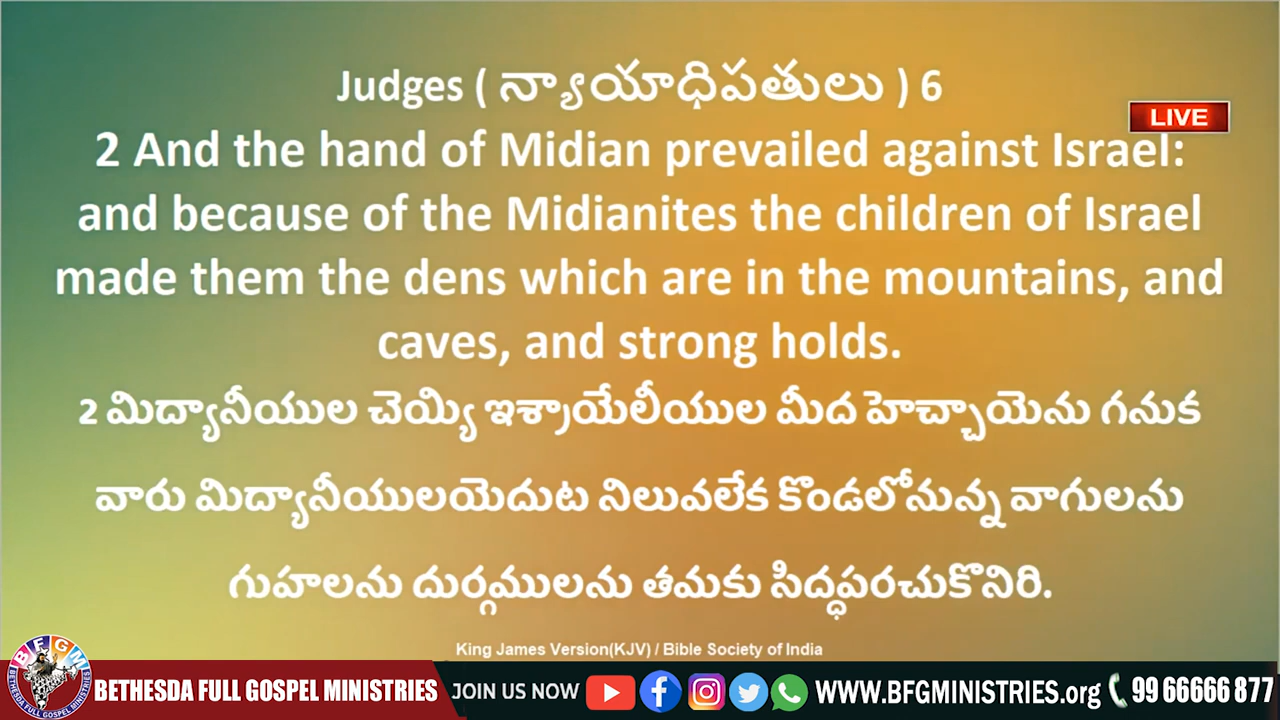 Judges ( న్యాయాధిపతులు ) 6
LIVE
2 And the hand of Midian prevailed against Israel:
and because of the Midianites the children of Israel
made them the dens which are in the mountains, and
caves, and strong holds.
2 మిద్యానీయుల చెయ్యి ఇశ్రాయేలీయుల మీద హెచ్చాయెను గనుక
వారు మిద్యానీయులయెదుట నిలువలేక కొండలోనున్న వాగులను
గుహలను దుర్గములను తమకు సిద్ధపరచుకొనిరి.
King James Version(KJV) / Bible Society of India
BFGM
BETHESDA FULL GOSPEL MINISTRIES
BETHESDA FULL GOSPEL MINISTRIES
JOIN US NOW
WWW.BFGMINISTRIES.org
99 66666 877